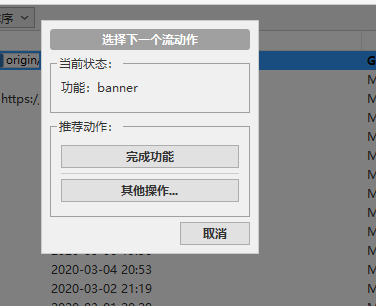 序
选择下一个流动作
origin/
当前状态：
功能：banner
https:/
推荐动作：
完成功能
其他操作...
取消
2020-03-04 20:53
2020-03-02 21:19